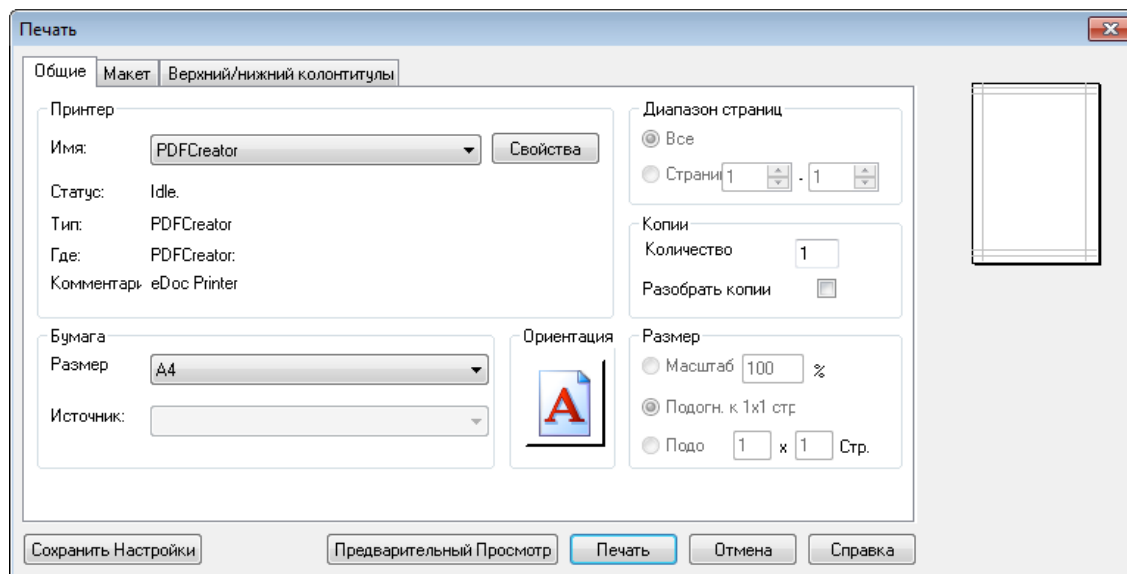 Печать
Общие Макет Верхний/нижний колонтитулы
Принтер
Имя: PDFCreator Свойства
Статус: Idle.
Тип: PDFCreator
Где: PDFCreator:
Комментари eDoc Printer
Диапазон страниц
Все
Страниц 1 - 1
Копии
Количество 1
Разобрать копии
Бумага
Размер A4
Источник:
Ориентация
A
Размер
Масштаб 100 %
Подогн. к 1x1 стр
Подо 1 x 1 Стр.
Сохранить Настройки Предварительный Просмотр Печать Отмена Справка